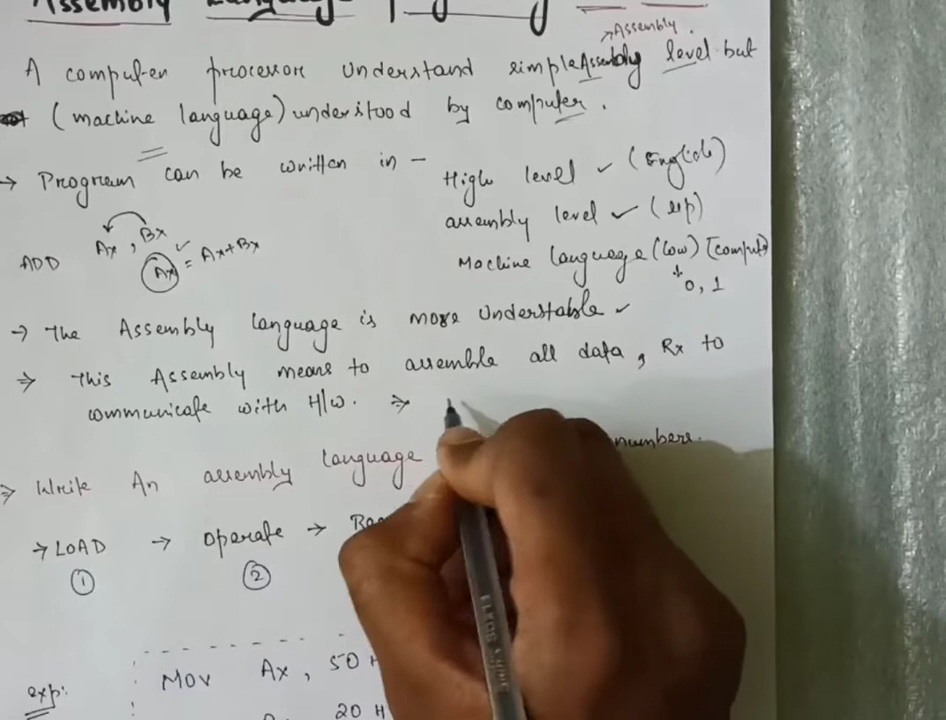 Assembly Language
Assembly.
A computer processor understand simple Assembly level but
(machine language) understood by computer.
→ Program can be written in - High level ✓ (English)
assembly level ✓
Machine language (low) [comput)
0, 1
ADD Ax, Bx
Ax = Ax + Bx
→ The Assembly language is more understable ✓
⇒ This Assembly means to assemble all data, Rx to
communicate with H/w. ⇒
⇒ Write An assembly language numbers.
→ LOAD → Operate →
① ②
exp: Mov Ax, 50 H
20 H